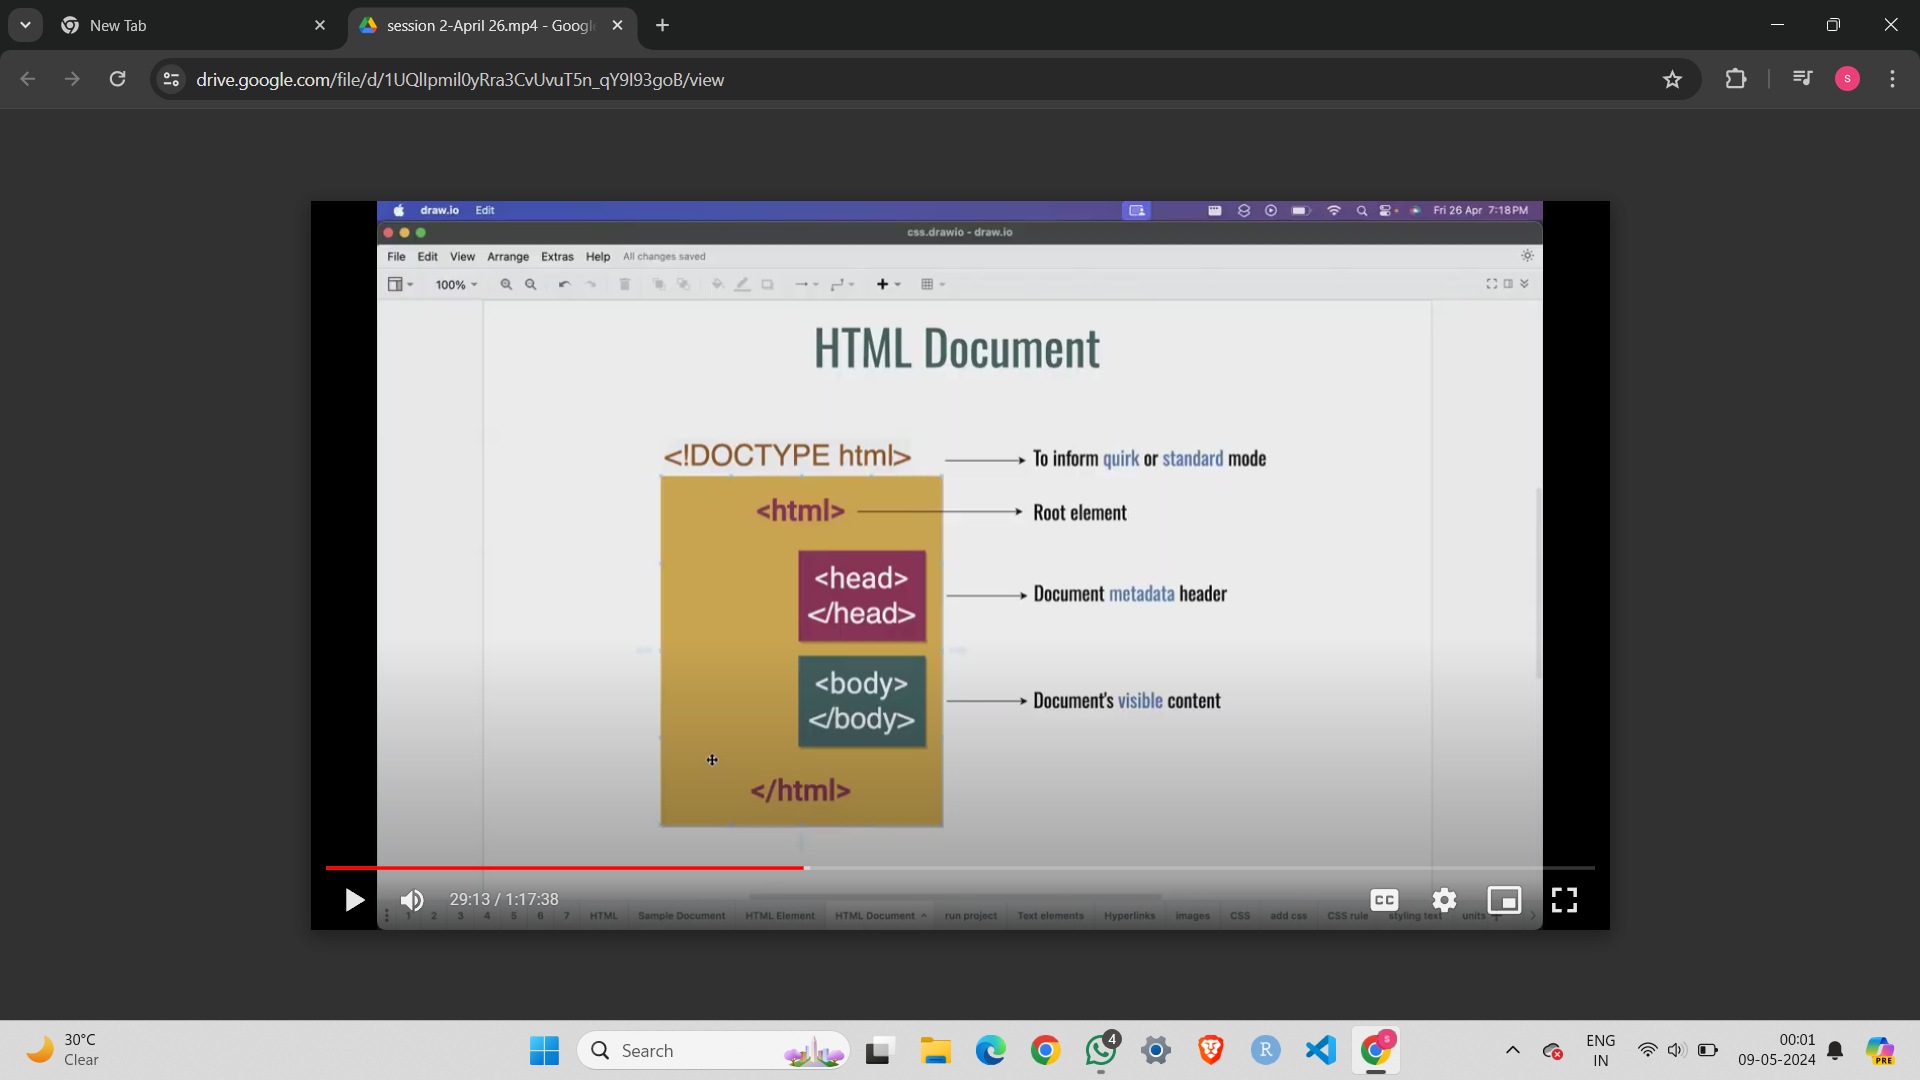 New Tab
session 2-April 26.mp4 - Google
drive.google.com/file/d/1UQlIpmil0yRra3CvUvuT5n_qY9I93goB/view
S
draw.io Edit
Fri 26 Apr 7:18 PM
css.drawio - draw.io
File Edit View Arrange Extras Help All changes saved
100%
HTML Document
<!DOCTYPE html>
To inform quirk or standard mode
<html>
Root element
<head>
</head>
Document metadata header
<body>
</body>
Document's visible content
</html>
29:13 / 1:17:38
CC
1 2 3 4 5 6 7 HTML Sample Document HTML Element HTML Document run project Text elements Hyperlinks images CSS add css CSS rule styling text units
30°C
Clear
Search
4
R
S
ENG
IN
00:01
09-05-2024
PRE